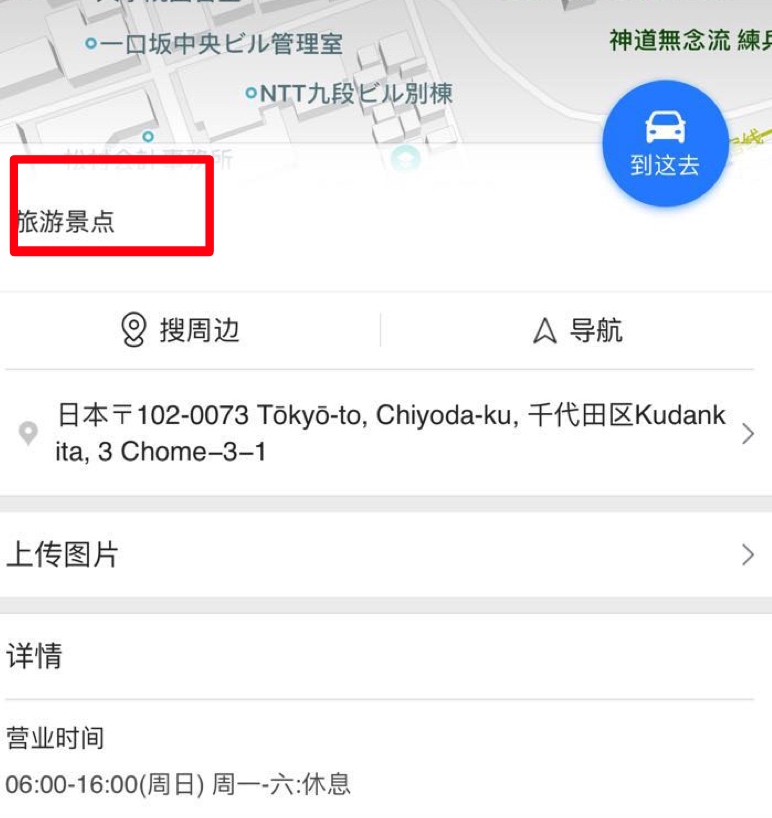 一口坂中央ビル管理室
神道無念流 練兵
NTT九段ビル別棟
到这去
旅游景点
搜周边
导航
日本〒102-0073 Tōkyō-to, Chiyoda-ku, 千代田区Kudank
ita, 3 Chome−3−1
上传图片
详情
营业时间
06:00-16:00(周日) 周一-六:休息